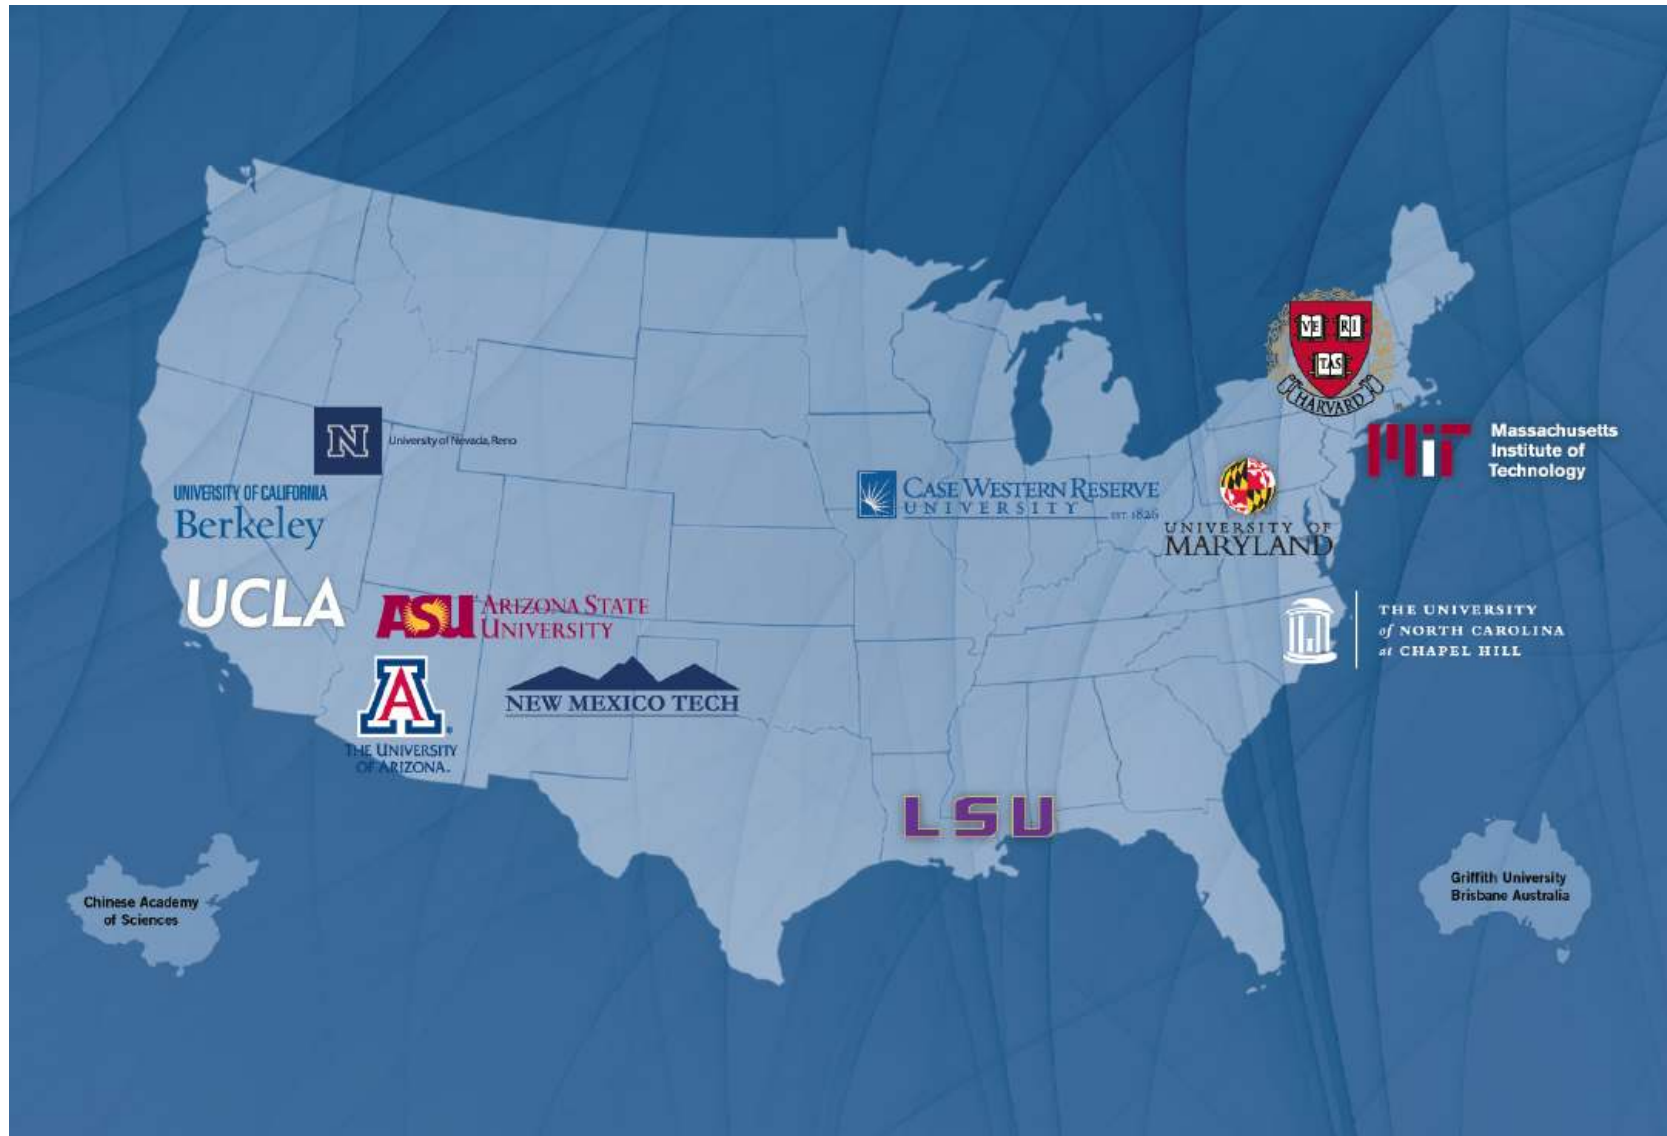 VE RI
TAS
HARVARD
MIT
Massachusetts
Institute of
Technology
N
University of Nevada, Reno
UNIVERSITY OF CALIFORNIA
Berkeley
CASE WESTERN RESERVE
UNIVERSITY EST 1826
UNIVERSITY OF
MARYLAND
UCLA
ASU ARIZONA STATE
UNIVERSITY
THE UNIVERSITY
of NORTH CAROLINA
at CHAPEL HILL
A
THE UNIVERSITY
OF ARIZONA.
NEW MEXICO TECH
LSU
Chinese Academy
of Sciences
Griffith University
Brisbane Australia